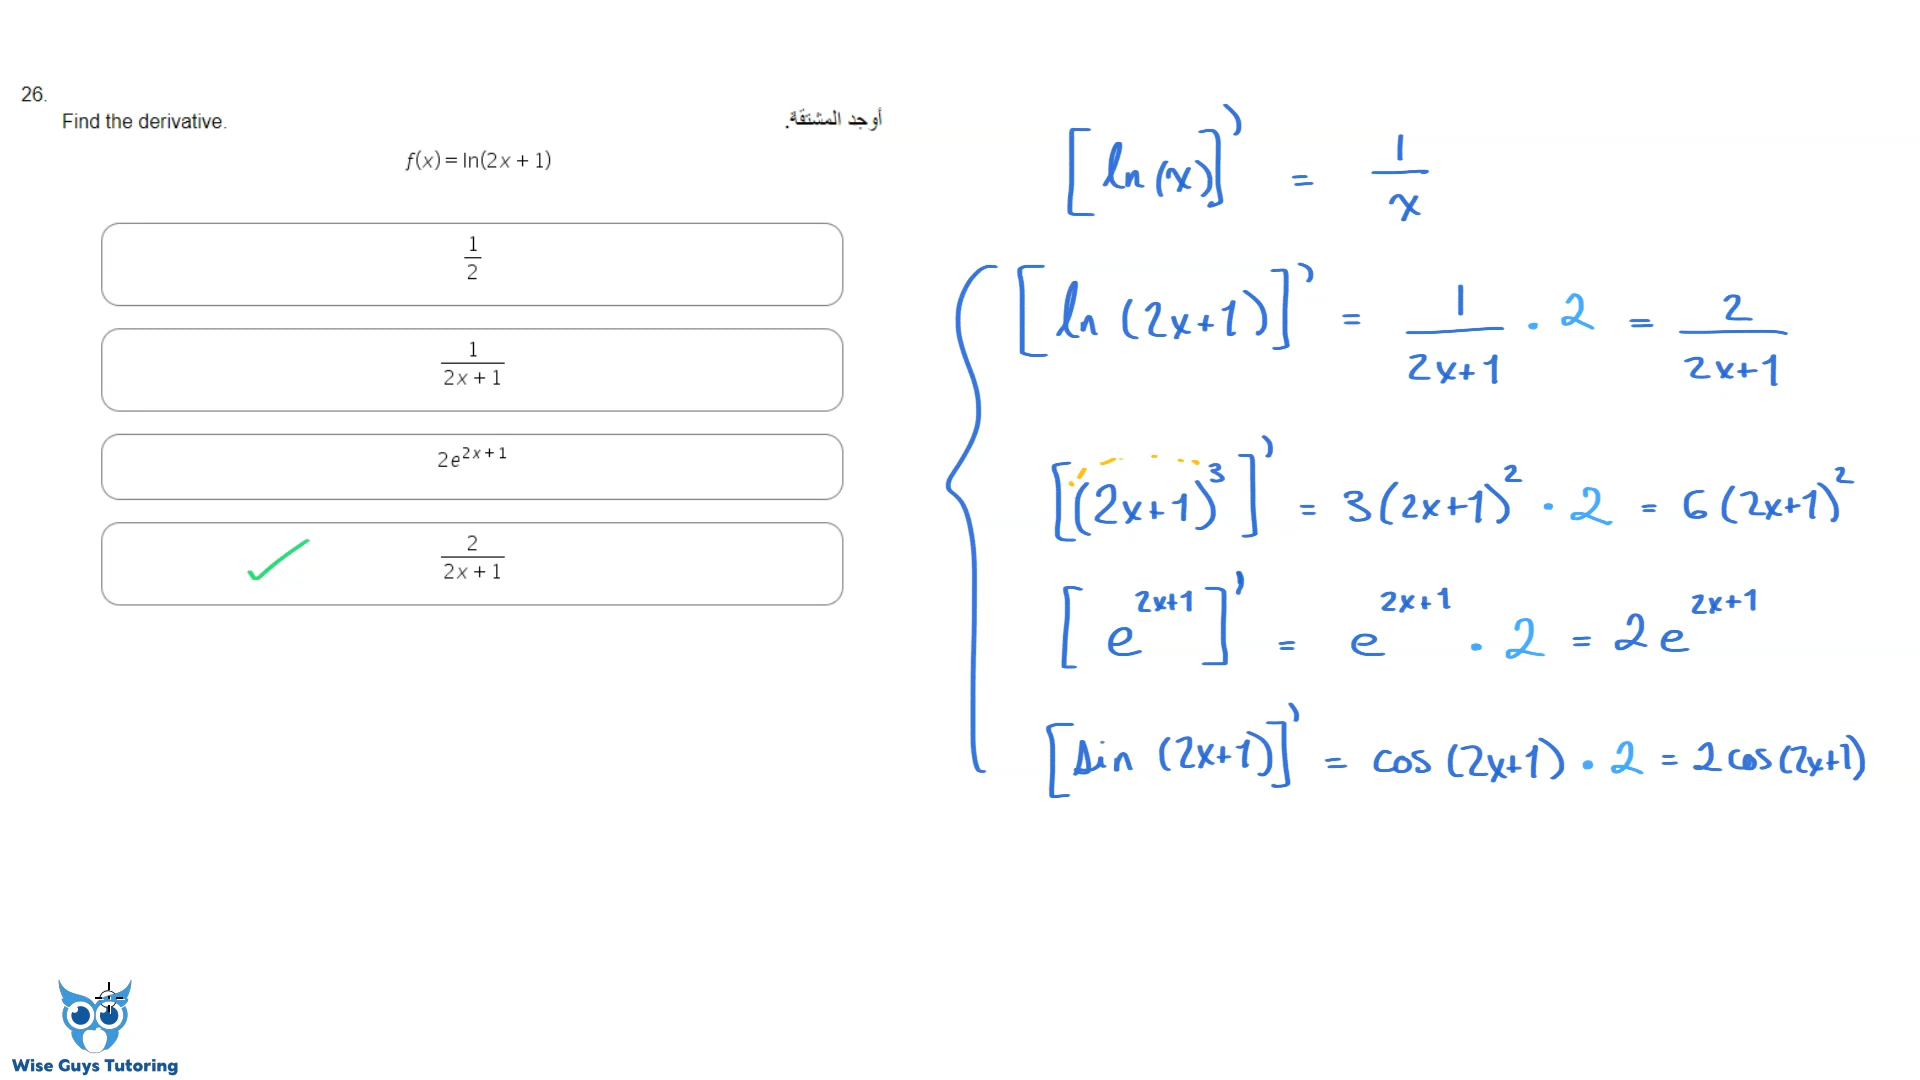 26.
Find the derivative.
أوجد المشتقة.
f(x) = ln(2x + 1)
1/2
1/(2x + 1)
2e^(2x + 1)
2/(2x + 1)
[ln(x)]' = 1/x
[ln(2x+1)]' = 1/(2x+1) · 2 = 2/(2x+1)
[(2x+1)^3]' = 3(2x+1)^2 · 2 = 6(2x+1)^2
[e^(2x+1)]' = e^(2x+1) · 2 = 2e^(2x+1)
[sin(2x+1)]' = cos(2x+1) · 2 = 2cos(2x+1)
Wise Guys Tutoring